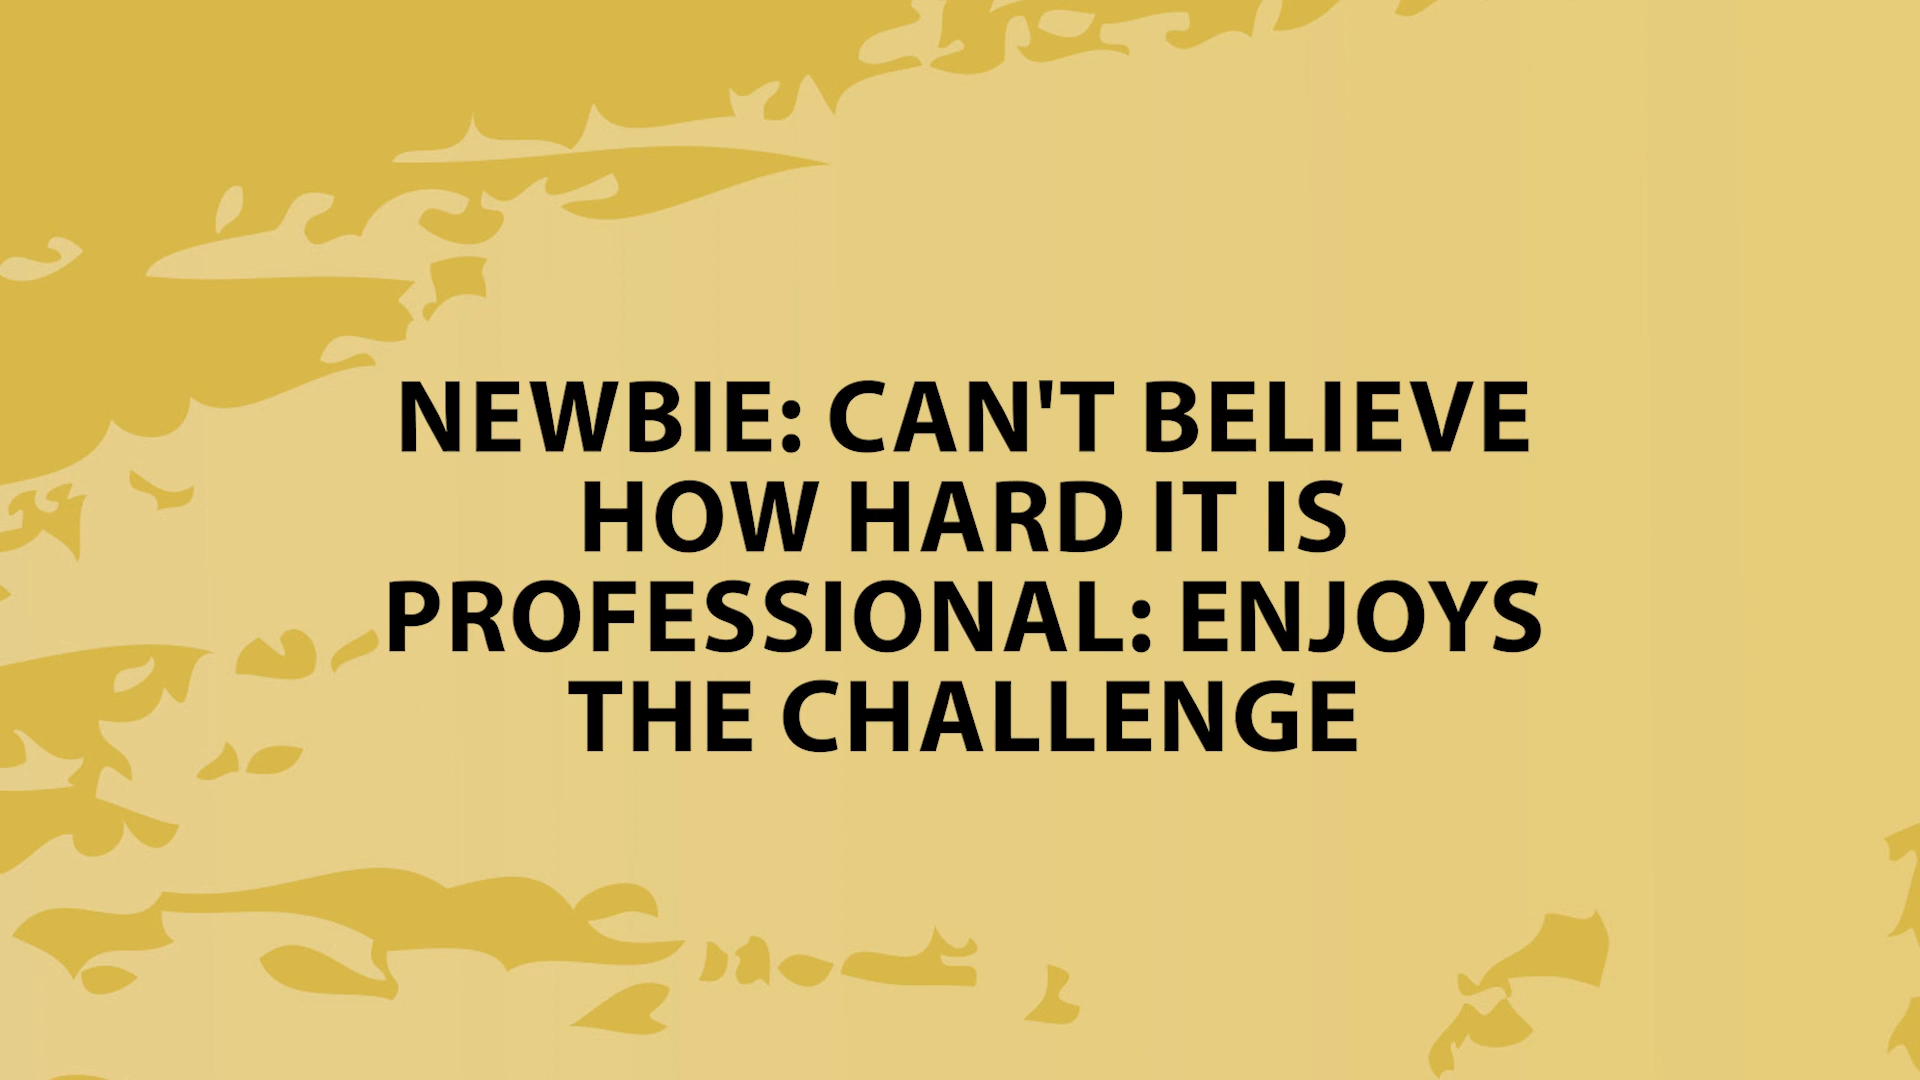 NEWBIE: CAN'T BELIEVE
HOW HARD IT IS
PROFESSIONAL: ENJOYS
THE CHALLENGE